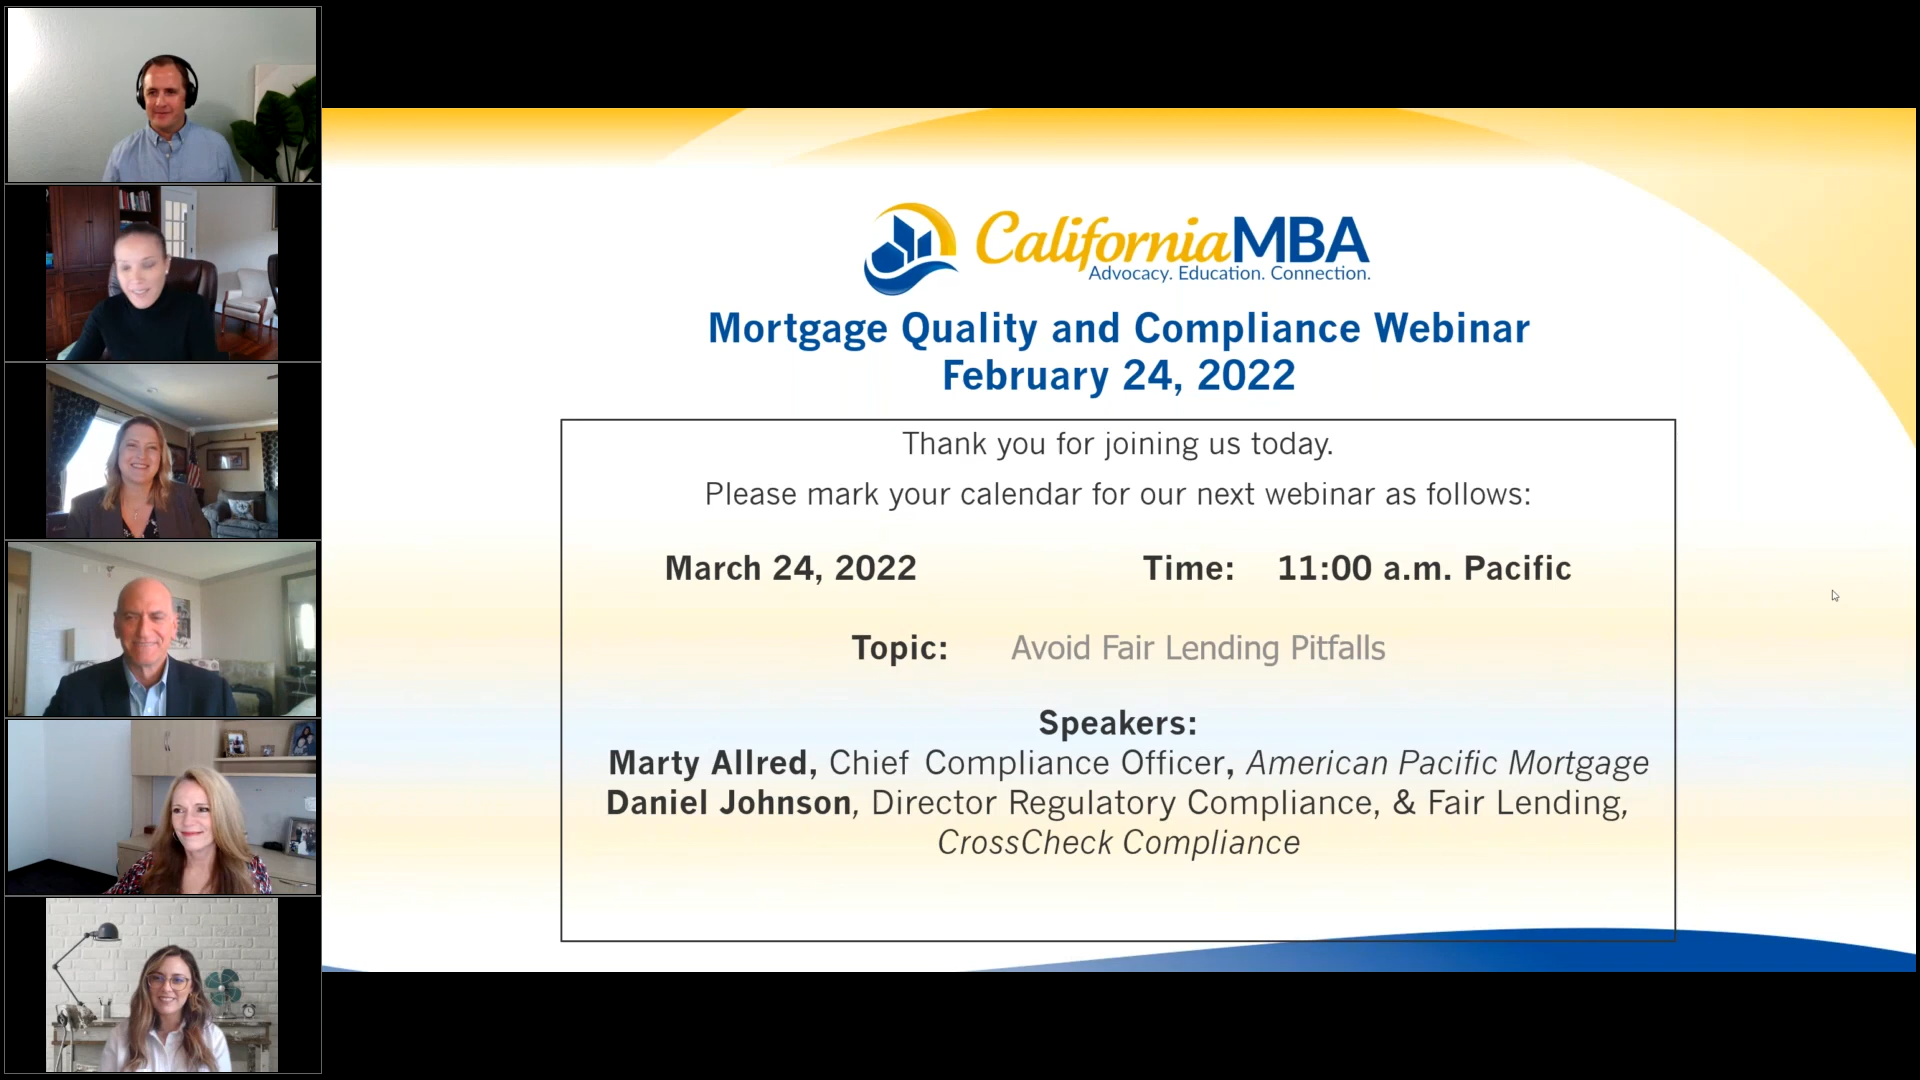 CaliforniaMBA
Advocacy. Education. Connection.
Mortgage Quality and Compliance Webinar
February 24, 2022
Thank you for joining us today.
Please mark your calendar for our next webinar as follows:
March 24, 2022 Time: 11:00 a.m. Pacific
Topic: Avoid Fair Lending Pitfalls
Speakers:
Marty Allred, Chief Compliance Officer, American Pacific Mortgage
Daniel Johnson, Director Regulatory Compliance, & Fair Lending,
CrossCheck Compliance